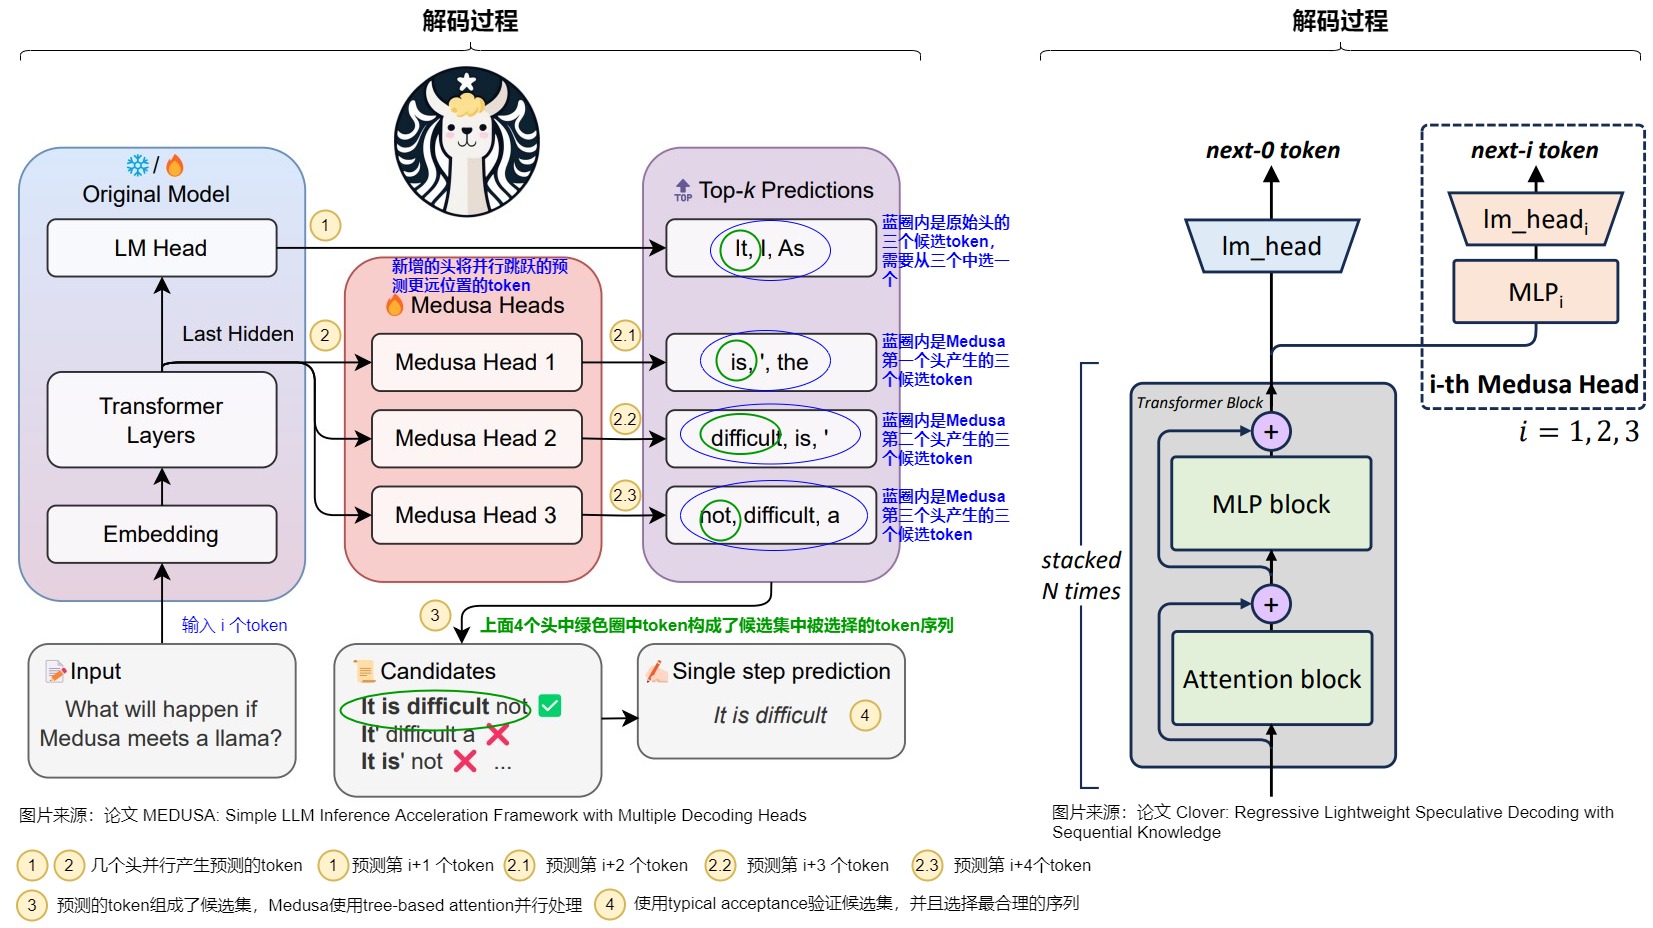 解码过程
❄️/🔥
Original Model
LM Head
Last Hidden
Transformer
Layers
Embedding
输入 i 个token
📝Input
What will happen if
Medusa meets a llama?
1
2
新增的头将并行跳跃的预
测更远位置的token
🔥 Medusa Heads
Medusa Head 1
Medusa Head 2
Medusa Head 3
2.1
2.2
2.3
TOP
Top-k Predictions
It, I, As
is, ', the
difficult, is, '
not, difficult, a
蓝圈内是原始头的
三个候选token，
需要从三个中选一
个
蓝圈内是Medusa
第一个头产生的三
个候选token
蓝圈内是Medusa
第二个头产生的三
个候选token
蓝圈内是Medusa
第三个头产生的三
个候选token
3
上面4个头中绿色圈中token构成了候选集中被选择的token序列
📜Candidates
It is difficult not ✅
It' difficult a ❌
It is' not ❌ ...
✍️Single step prediction
It is difficult
4
图片来源：论文 MEDUSA: Simple LLM Inference Acceleration Framework with Multiple Decoding Heads
解码过程
next-0 token
lm_head
next-i token
lm_headi
MLPi
i-th Medusa Head
i = 1, 2, 3
Transformer Block
+
MLP block
+
Attention block
stacked
N times
图片来源：论文 Clover: Regressive Lightweight Speculative Decoding with
Sequential Knowledge
1 2 几个头并行产生预测的token 1 预测第 i+1 个token 2.1 预测第 i+2 个token 2.2 预测第 i+3 个token 2.3 预测第 i+4个token
3 预测的token组成了候选集，Medusa使用tree-based attention并行处理 4 使用typical acceptance验证候选集，并且选择最合理的序列